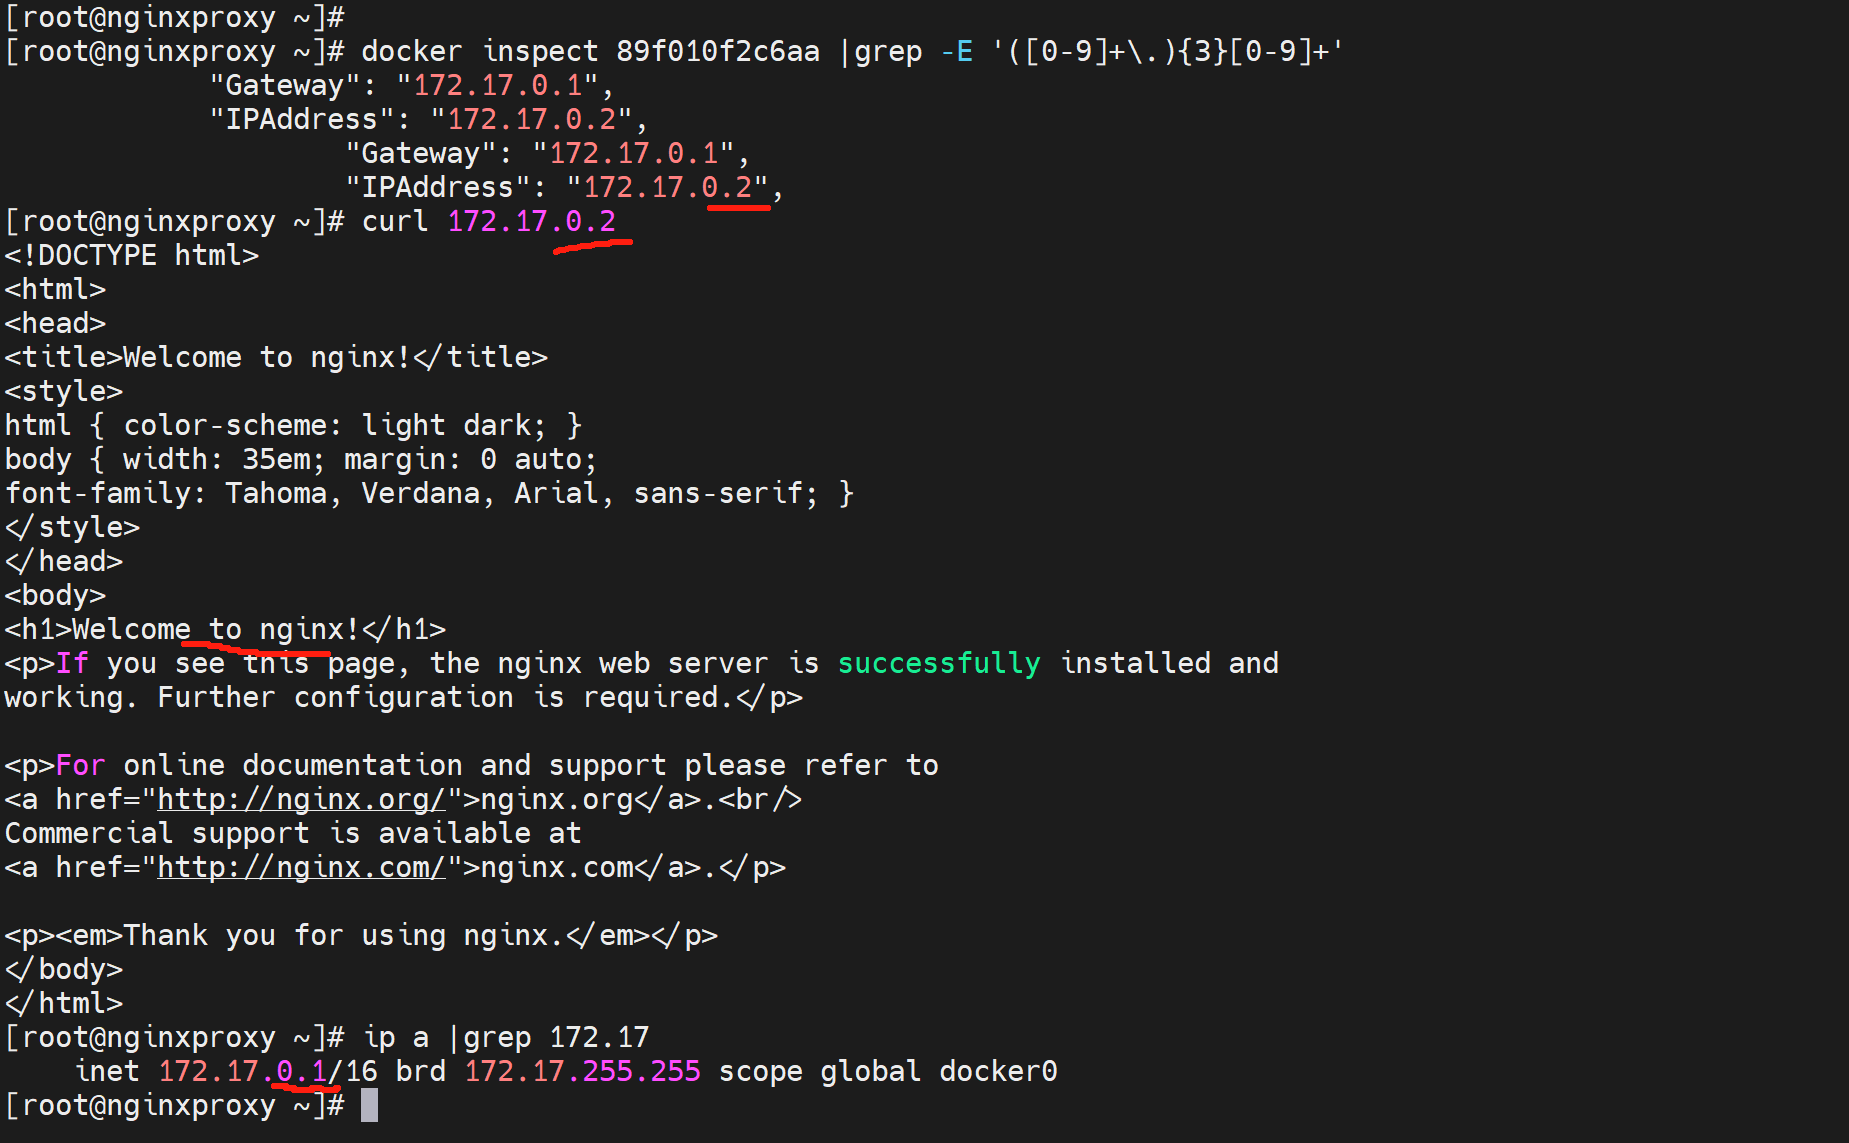 [root@nginxproxy ~]#
[root@nginxproxy ~]# docker inspect 89f010f2c6aa |grep -E '([0-9]+\.){3}[0-9]+'
            "Gateway": "172.17.0.1",
            "IPAddress": "172.17.0.2",
                    "Gateway": "172.17.0.1",
                    "IPAddress": "172.17.0.2",
[root@nginxproxy ~]# curl 172.17.0.2
<!DOCTYPE html>
<html>
<head>
<title>Welcome to nginx!</title>
<style>
html { color-scheme: light dark; }
body { width: 35em; margin: 0 auto;
font-family: Tahoma, Verdana, Arial, sans-serif; }
</style>
</head>
<body>
<h1>Welcome to nginx!</h1>
<p>If you see this page, the nginx web server is successfully installed and
working. Further configuration is required.</p>

<p>For online documentation and support please refer to
<a href="http://nginx.org/">nginx.org</a>.<br/>
Commercial support is available at
<a href="http://nginx.com/">nginx.com</a>.</p>

<p><em>Thank you for using nginx.</em></p>
</body>
</html>
[root@nginxproxy ~]# ip a |grep 172.17
    inet 172.17.0.1/16 brd 172.17.255.255 scope global docker0
[root@nginxproxy ~]#